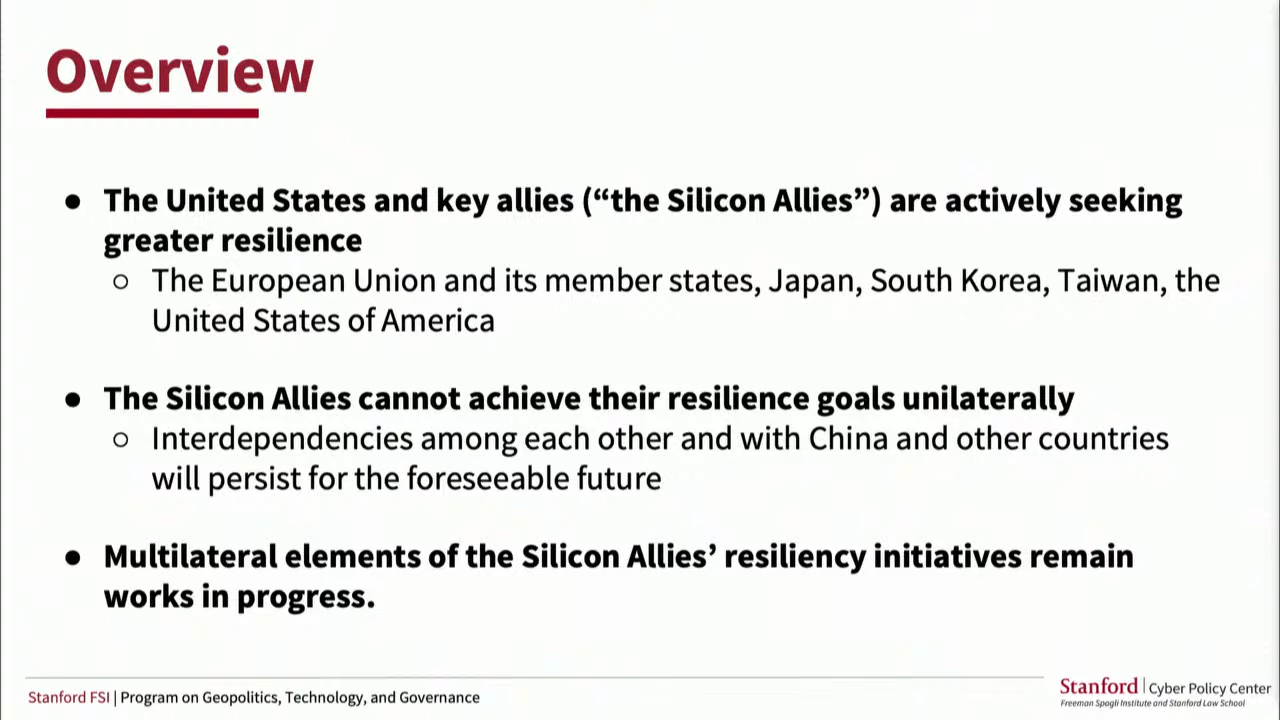 Overview
● The United States and key allies (“the Silicon Allies”) are actively seeking
greater resilience
○ The European Union and its member states, Japan, South Korea, Taiwan, the
United States of America
● The Silicon Allies cannot achieve their resilience goals unilaterally
○ Interdependencies among each other and with China and other countries
will persist for the foreseeable future
● Multilateral elements of the Silicon Allies’ resiliency initiatives remain
works in progress.
Stanford FSI | Program on Geopolitics, Technology, and Governance
Stanford | Cyber Policy Center
Freeman Spogli Institute and Stanford Law School